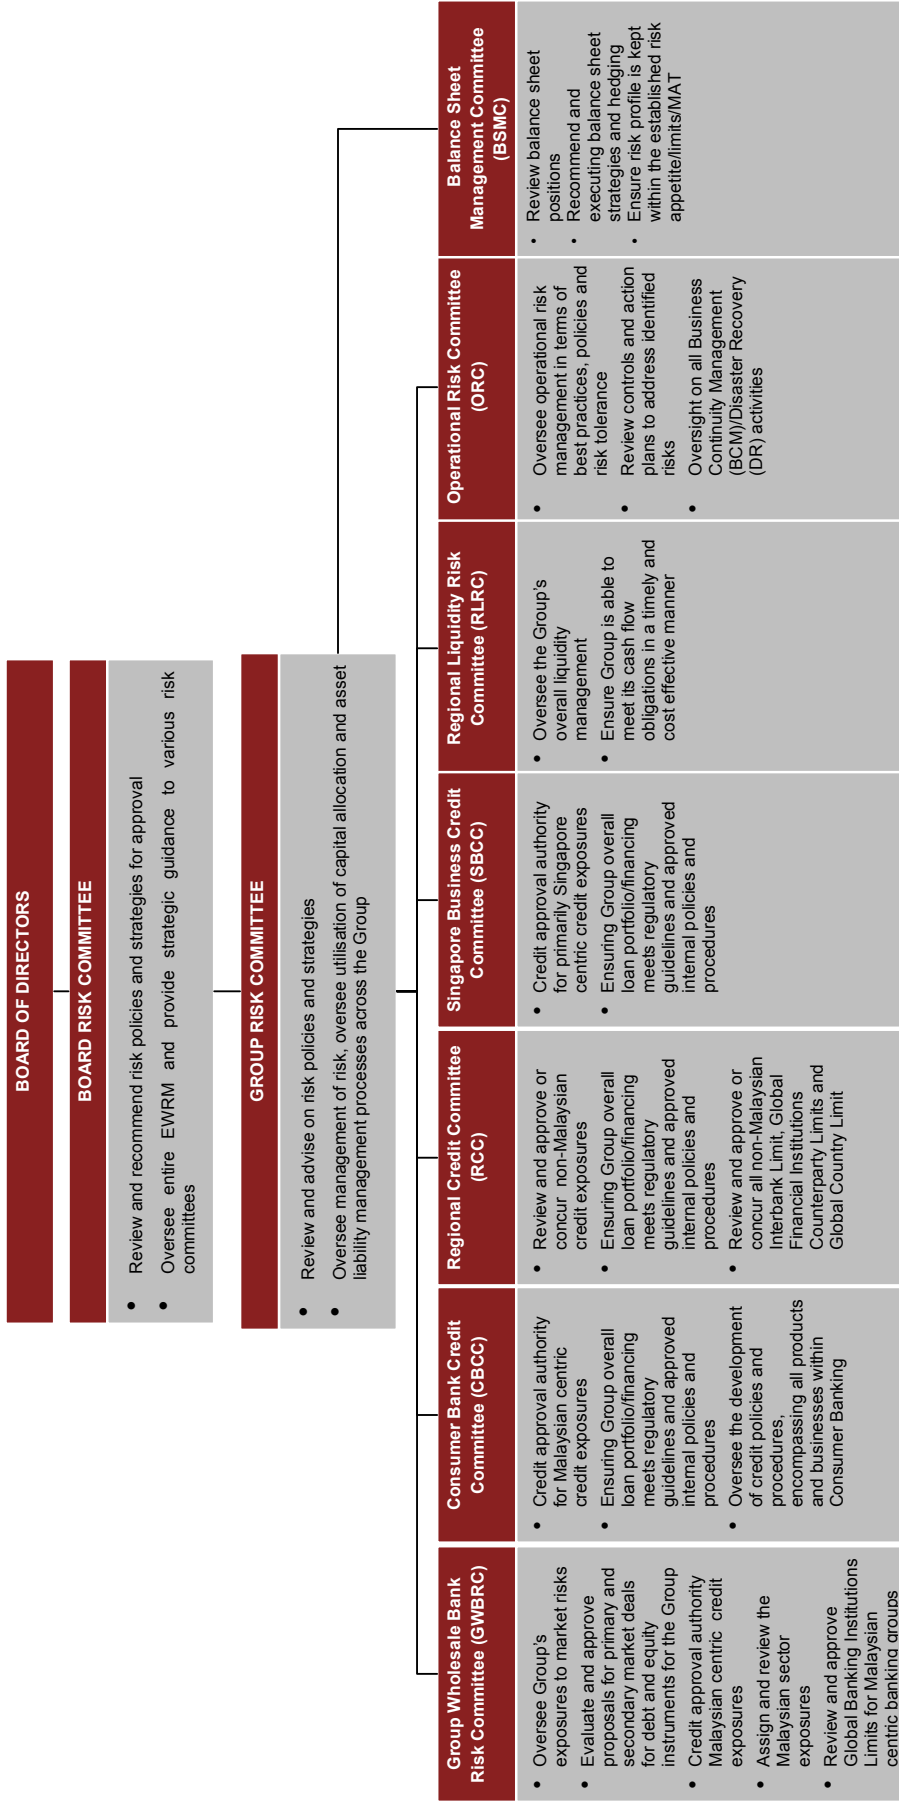 BOARD OF DIRECTORS
BOARD RISK COMMITTEE
• Review and recommend risk policies and strategies for approval
• Oversee entire EWRM and provide strategic guidance to various risk
committees
GROUP RISK COMMITTEE
• Review and advise on risk policies and strategies
• Oversee management of risk, oversee utilisation of capital allocation and asset
liability management processes across the Group
Group Wholesale Bank
Risk Committee (GWBRC)
• Oversee Group's
exposures to market risks
• Evaluate and approve
proposals for primary and
secondary market deals
for debt and equity
instruments for the Group
• Credit approval authority
Malaysian centric credit
exposures
• Assign and review the
Malaysian sector
exposures
• Review and approve
Global Banking Institutions
Limits for Malaysian
centric banking groups
Consumer Bank Credit
Committee (CBCC)
• Credit approval authority
for Malaysian centric
credit exposures
• Ensuring Group overall
loan portfolio/financing
meets regulatory
guidelines and approved
internal policies and
procedures
• Oversee the development
of credit policies and
procedures,
encompassing all products
and businesses within
Consumer Banking
Regional Credit Committee
(RCC)
• Review and approve or
concur non-Malaysian
credit exposures
• Ensuring Group overall
loan portfolio/financing
meets regulatory
guidelines and approved
internal policies and
procedures
• Review and approve or
concur all non-Malaysian
Interbank Limit, Global
Financial Institutions
Counterparty Limits and
Global Country Limit
Singapore Business Credit
Committee (SBCC)
• Credit approval authority
for primarily Singapore
centric credit exposures
• Ensuring Group overall
loan portfolio/financing
meets regulatory
guidelines and approved
internal policies and
procedures
Regional Liquidity Risk
Committee (RLRC)
• Oversee the Group's
overall liquidity
management
• Ensure Group is able to
meet its cash flow
obligations in a timely and
cost effective manner
Operational Risk Committee
(ORC)
• Oversee operational risk
management in terms of
best practices, policies and
risk tolerance
• Review controls and action
plans to address identified
risks
• Oversight on all Business
Continuity Management
(BCM)/Disaster Recovery
(DR) activities
Balance Sheet
Management Committee
(BSMC)
• Review balance sheet
positions
• Recommend and
executing balance sheet
strategies and hedging
• Ensure risk profile is kept
within the established risk
appetite/limits/MAT